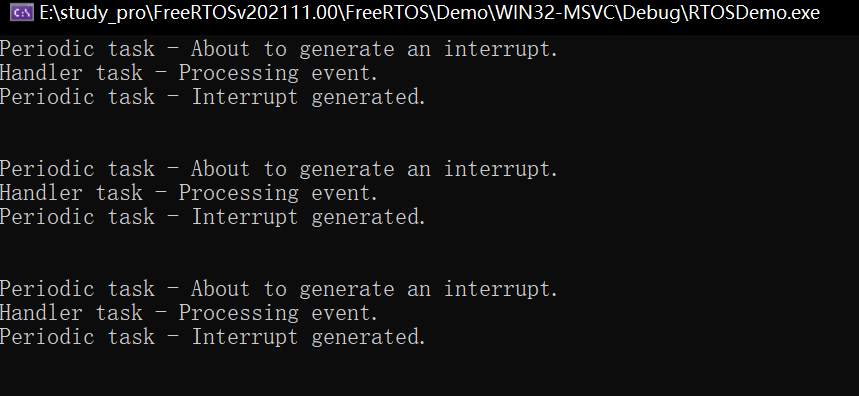 E:\study_pro\FreeRTOSv202111.00\FreeRTOS\Demo\WIN32-MSVC\Debug\RTOSDemo.exe
Periodic task - About to generate an interrupt.
Handler task - Processing event.
Periodic task - Interrupt generated.
Periodic task - About to generate an interrupt.
Handler task - Processing event.
Periodic task - Interrupt generated.
Periodic task - About to generate an interrupt.
Handler task - Processing event.
Periodic task - Interrupt generated.